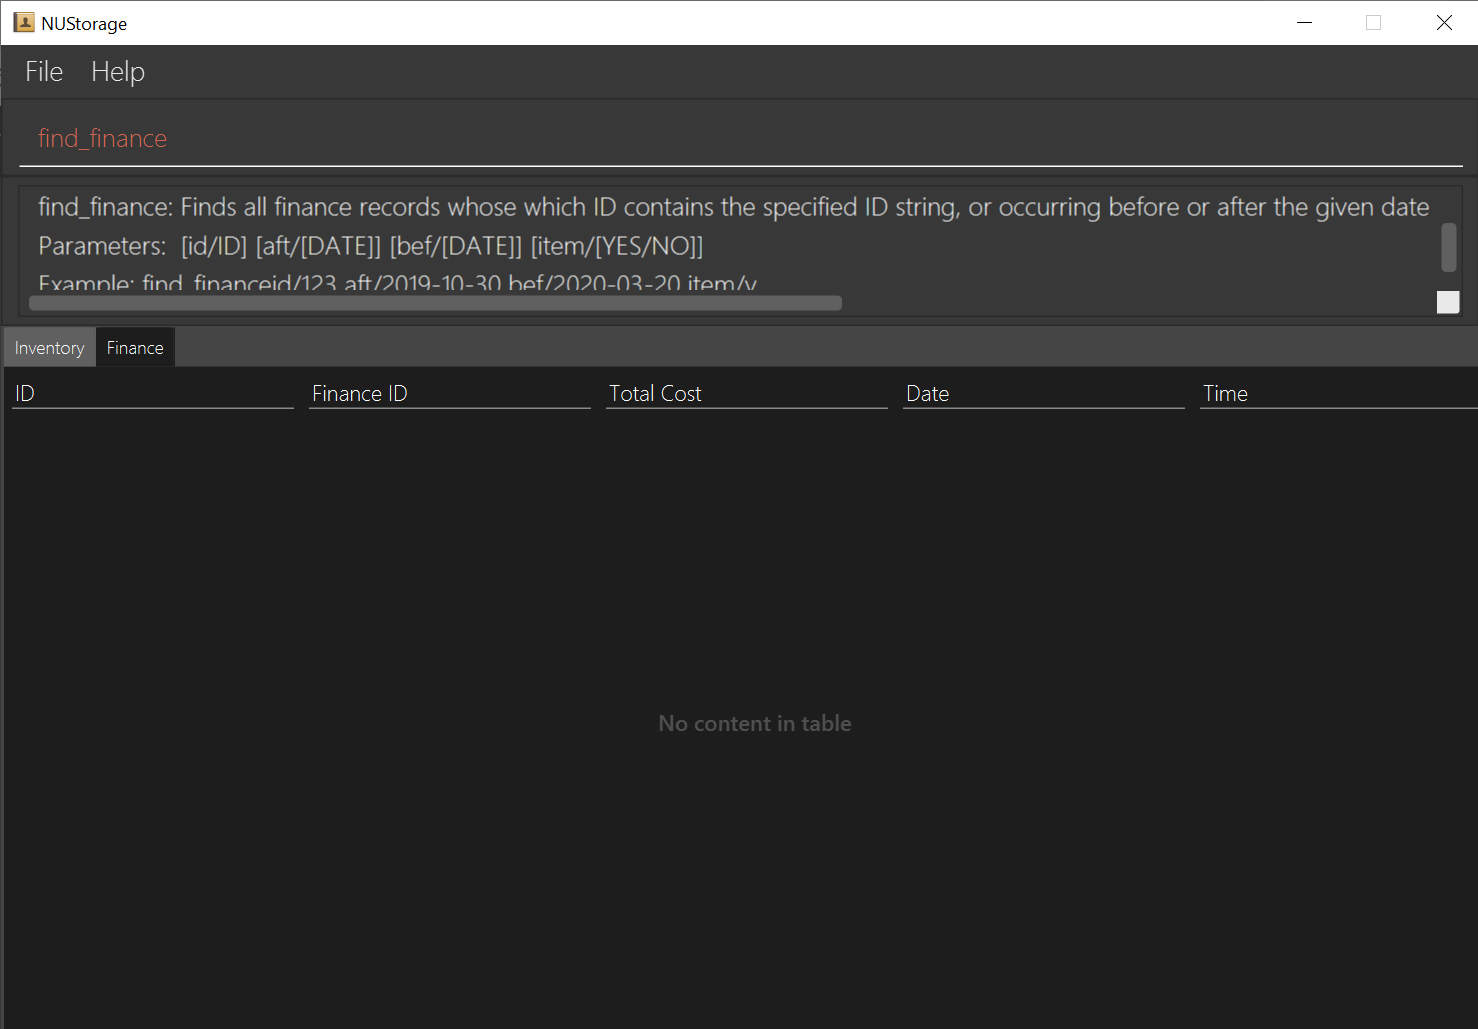 NUStorage
File Help
find_finance
find_finance: Finds all finance records whose which ID contains the specified ID string, or occurring before or after the given date
Parameters:  [id/ID] [aft/[DATE]] [bef/[DATE]] [item/[YES/NO]]
Example: find_financeid/123 aft/2019-10-30 bef/2020-03-20 item/y
Inventory Finance
ID Finance ID Total Cost Date Time
No content in table